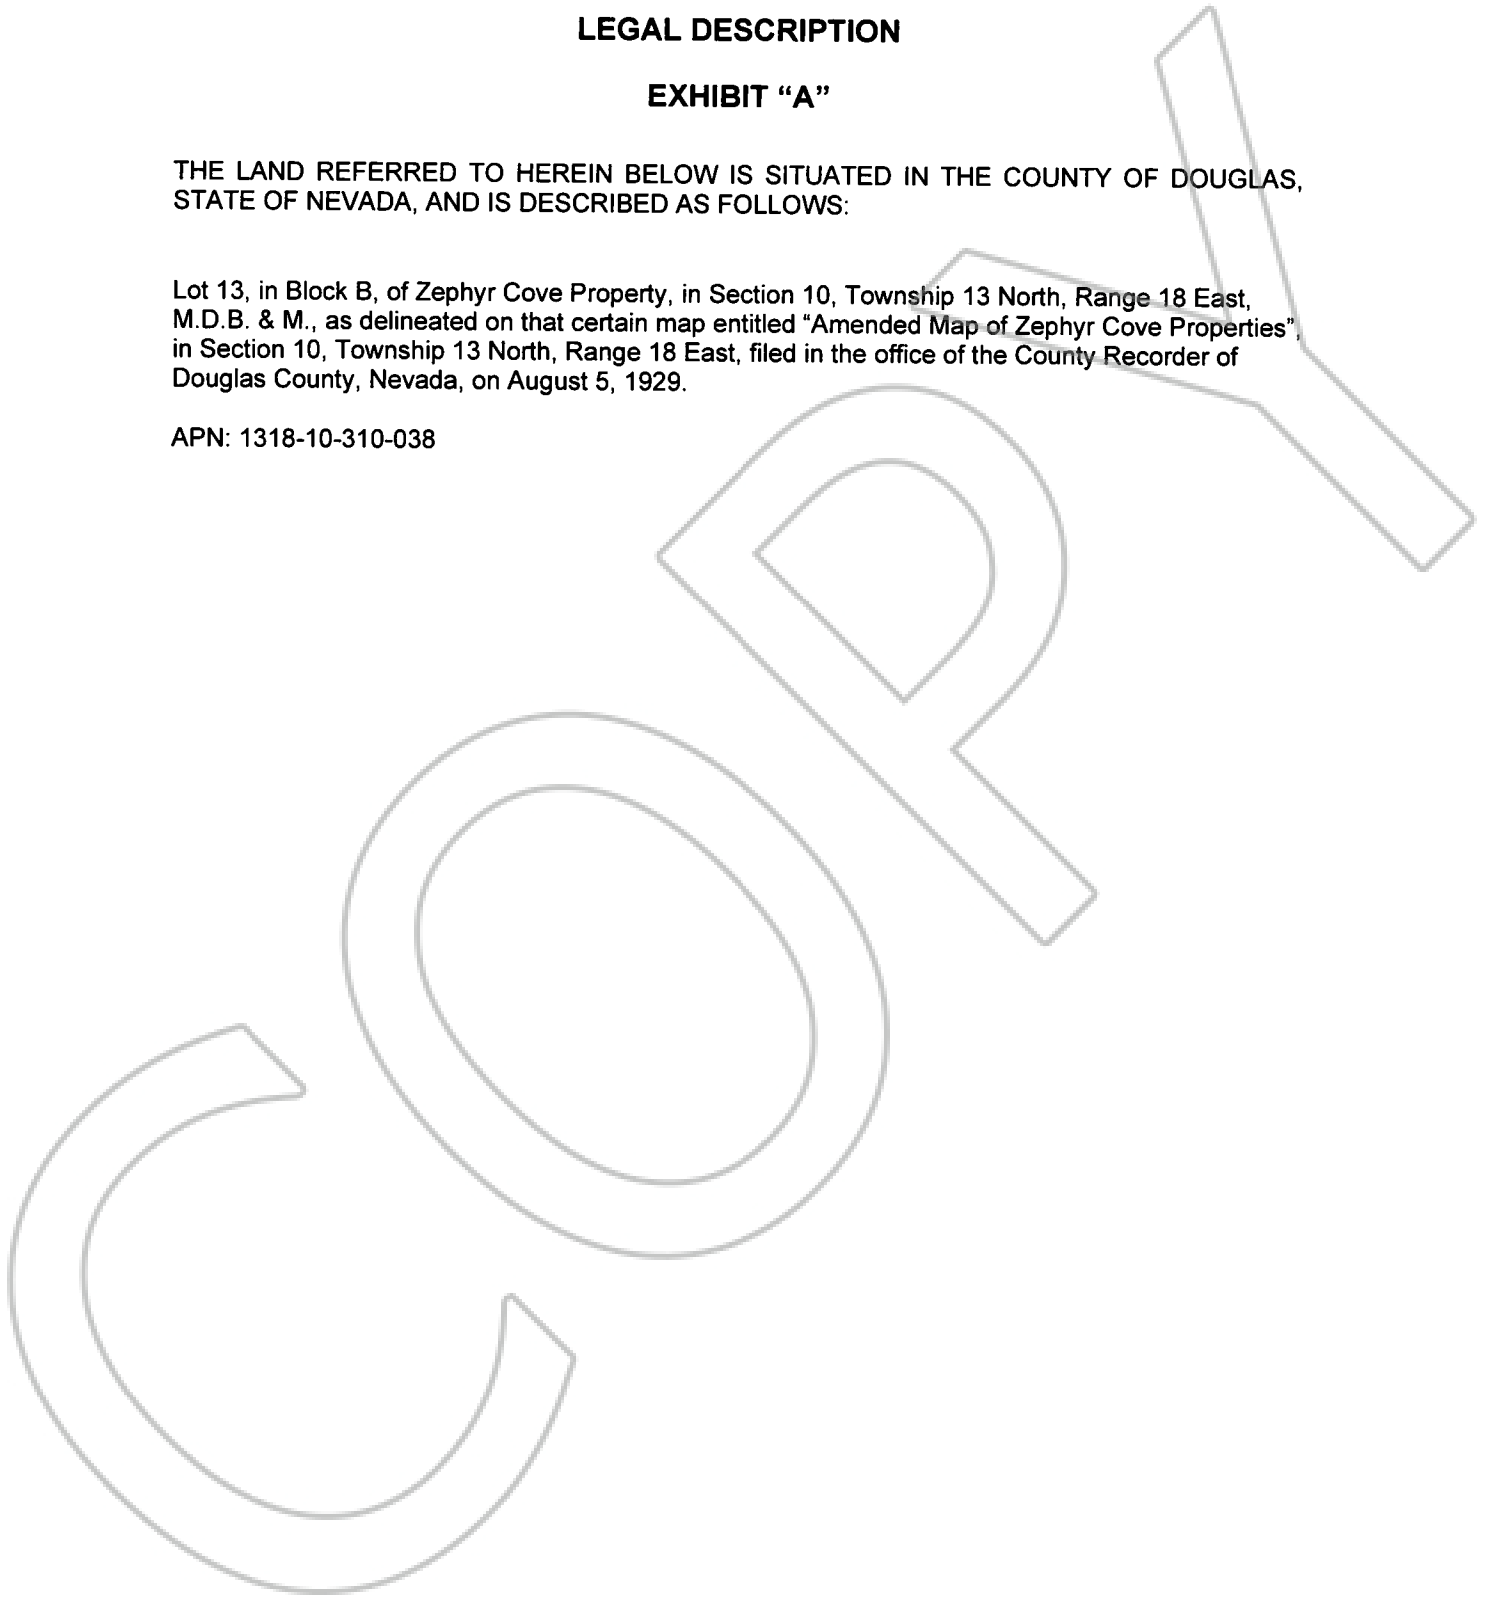 LEGAL DESCRIPTION
EXHIBIT “A”
THE LAND REFERRED TO HEREIN BELOW IS SITUATED IN THE COUNTY OF DOUGLAS,
STATE OF NEVADA, AND IS DESCRIBED AS FOLLOWS:
Lot 13, in Block B, of Zephyr Cove Property, in Section 10, Township 13 North, Range 18 East,
M.D.B. & M., as delineated on that certain map entitled “Amended Map of Zephyr Cove Properties”,
in Section 10, Township 13 North, Range 18 East, filed in the office of the County Recorder of
Douglas County, Nevada, on August 5, 1929.
APN: 1318-10-310-038
COPY